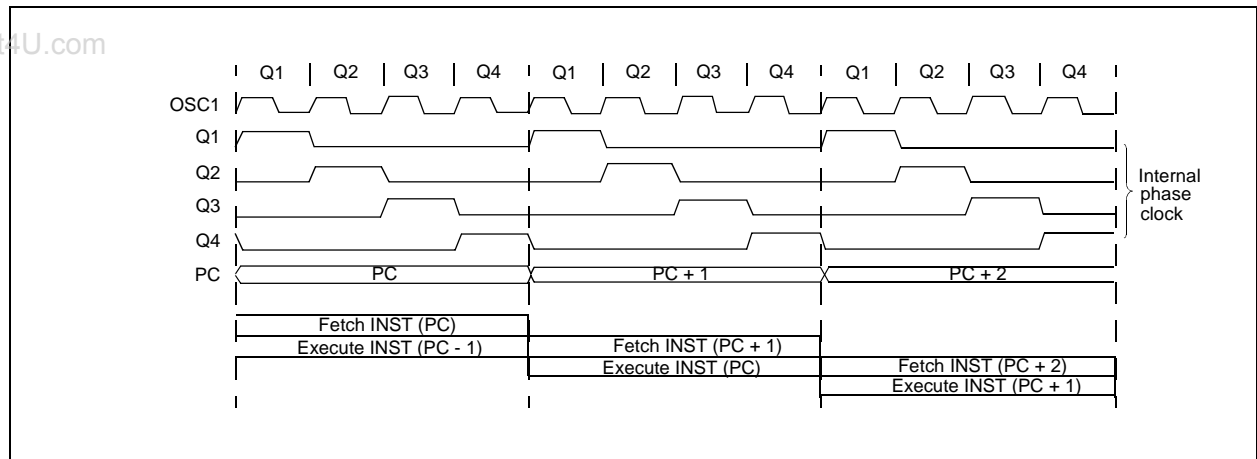 t4U.com
Q1 | Q2 | Q3 | Q4 | Q1 | Q2 | Q3 | Q4 | Q1 | Q2 | Q3 | Q4
OSC1
Q1
Q2
Q3
Q4
Internal
phase
clock
PC PC PC + 1 PC + 2
Fetch INST (PC)
Execute INST (PC - 1) Fetch INST (PC + 1)
Execute INST (PC) Fetch INST (PC + 2)
Execute INST (PC + 1)